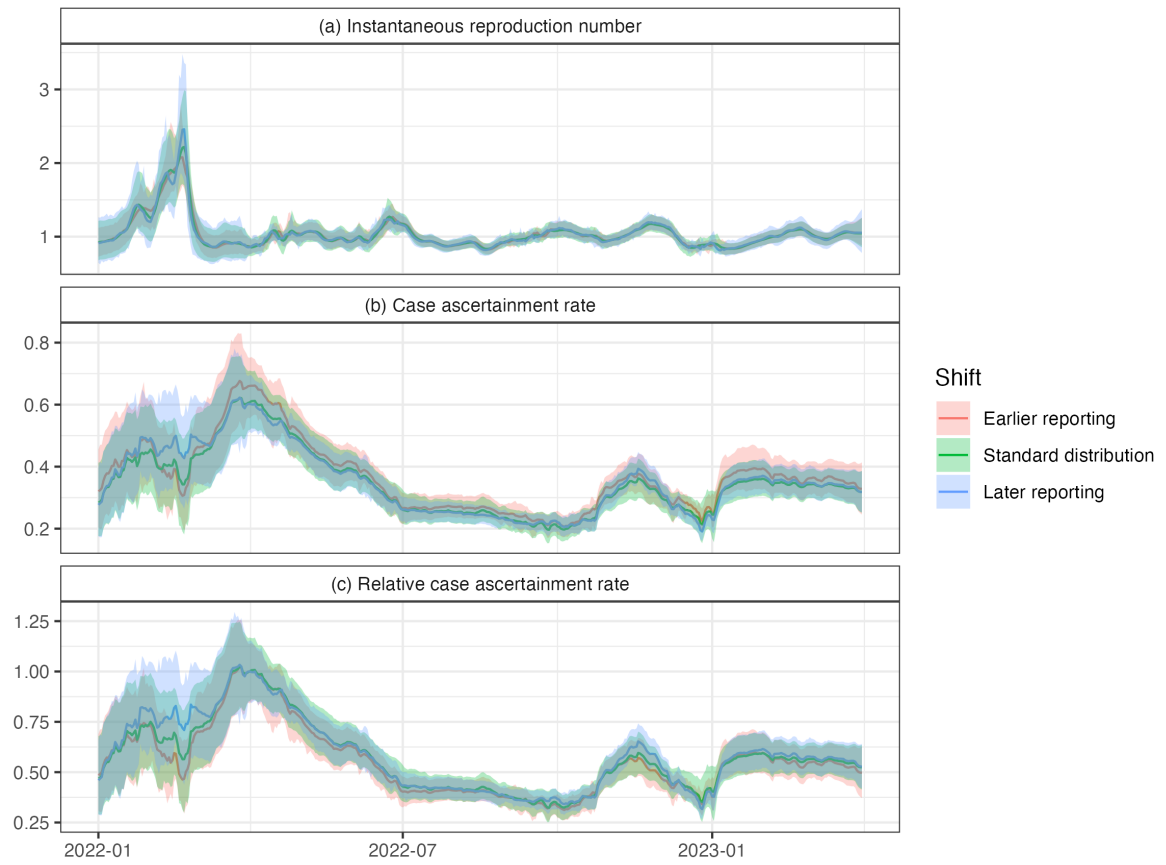 (a) Instantaneous reproduction number
3
2
1
(b) Case ascertainment rate
0.8
0.6
0.4
0.2
(c) Relative case ascertainment rate
1.25
1.00
0.75
0.50
0.25
2022-01
2022-07
2023-01
Shift
Earlier reporting
Standard distribution
Later reporting